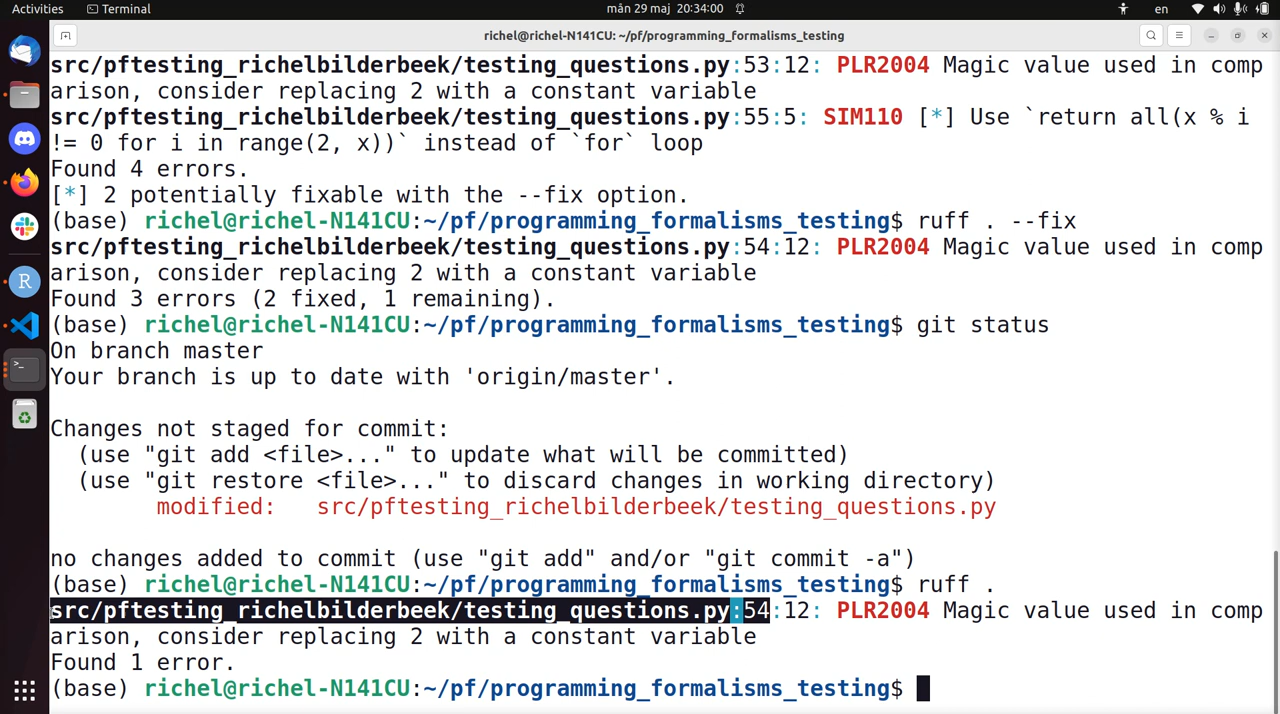 Activities Terminal mån 29 maj 20:34:00 en
richel@richel-N141CU: ~/pf/programming_formalisms_testing
src/pftesting_richelbilderbeek/testing_questions.py:53:12: PLR2004 Magic value used in comp
arison, consider replacing 2 with a constant variable
src/pftesting_richelbilderbeek/testing_questions.py:55:5: SIM110 [*] Use `return all(x % i
!= 0 for i in range(2, x))` instead of `for` loop
Found 4 errors.
[*] 2 potentially fixable with the --fix option.
(base) richel@richel-N141CU:~/pf/programming_formalisms_testing$ ruff . --fix
src/pftesting_richelbilderbeek/testing_questions.py:54:12: PLR2004 Magic value used in comp
arison, consider replacing 2 with a constant variable
Found 3 errors (2 fixed, 1 remaining).
(base) richel@richel-N141CU:~/pf/programming_formalisms_testing$ git status
On branch master
Your branch is up to date with 'origin/master'.
Changes not staged for commit:
  (use "git add <file>..." to update what will be committed)
  (use "git restore <file>..." to discard changes in working directory)
        modified:   src/pftesting_richelbilderbeek/testing_questions.py
no changes added to commit (use "git add" and/or "git commit -a")
(base) richel@richel-N141CU:~/pf/programming_formalisms_testing$ ruff .
src/pftesting_richelbilderbeek/testing_questions.py:54:12: PLR2004 Magic value used in comp
arison, consider replacing 2 with a constant variable
Found 1 error.
(base) richel@richel-N141CU:~/pf/programming_formalisms_testing$